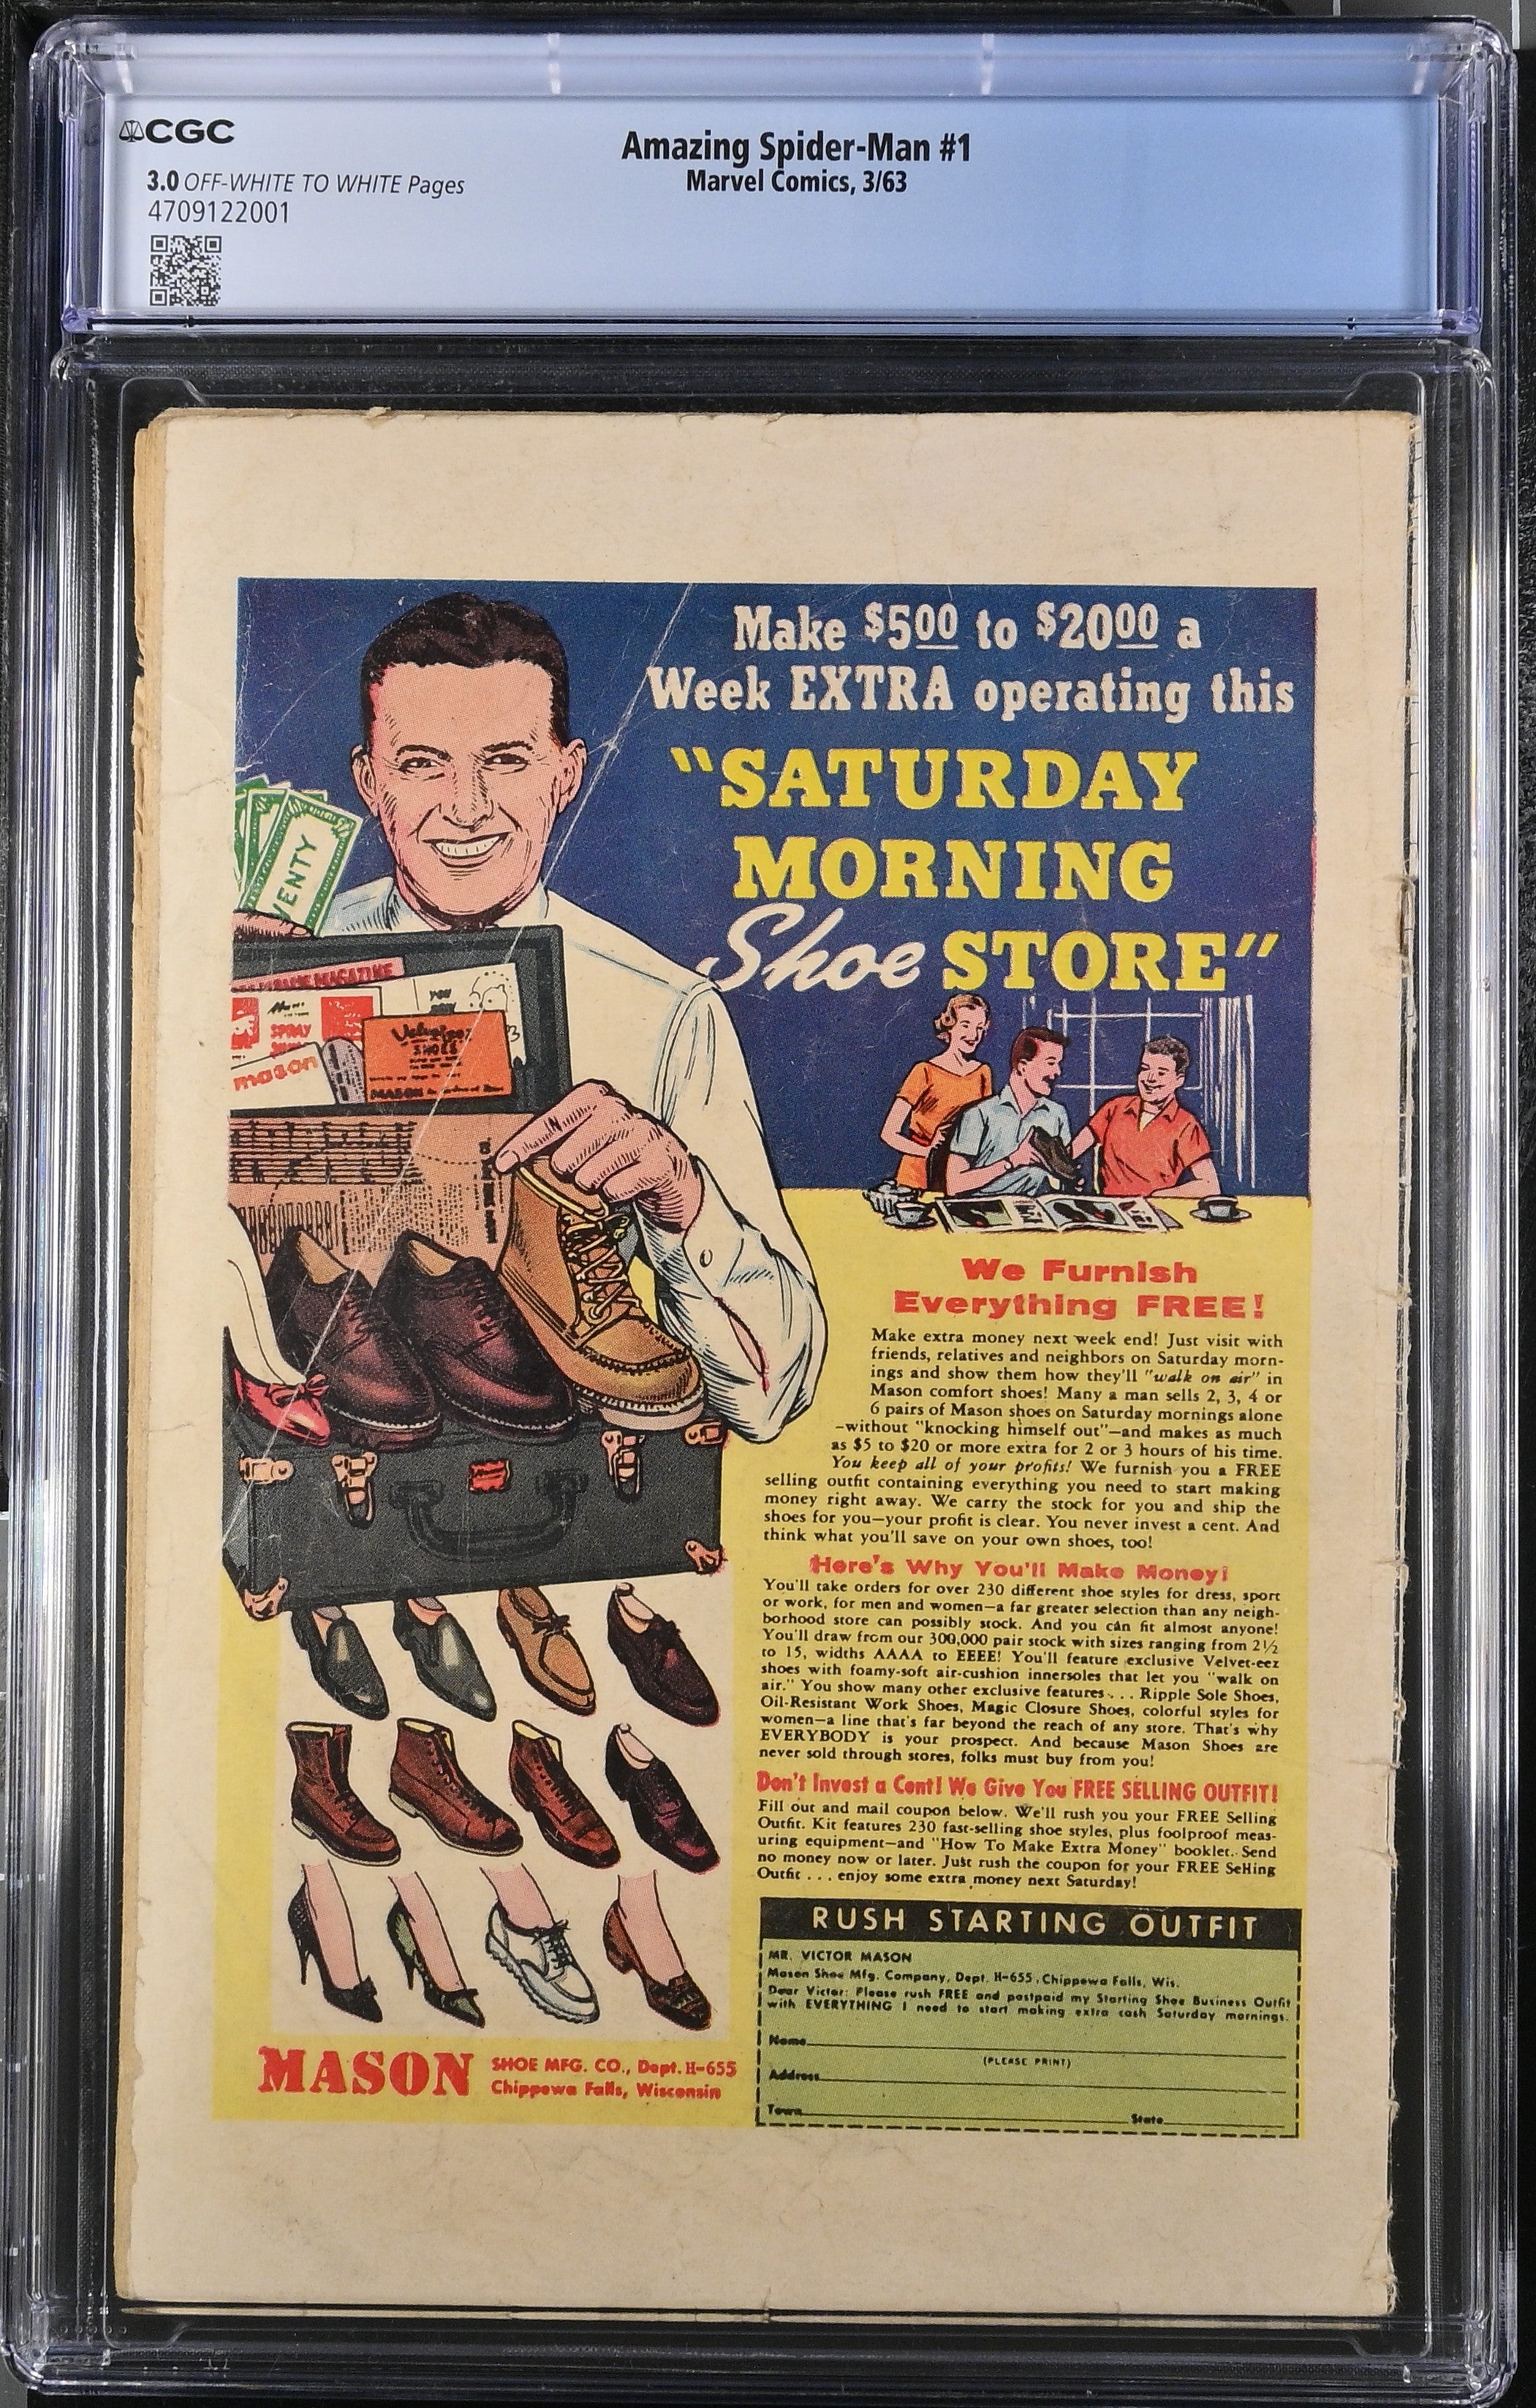 CGC
Amazing Spider-Man #1
Marvel Comics, 3/63
3.0 OFF-WHITE TO WHITE Pages
4709122001
Make $5.00 to $20.00 a
Week EXTRA operating this
"SATURDAY
MORNING
Shoe STORE"
VENTY
MAGAZINE
SPRAY
mason
Velvet-eez
SHOES
MASON
We Furnish
Everything FREE!
Make extra money next week end! Just visit with
friends, relatives and neighbors on Saturday morn-
ings and show them how they'll "walk on air" in
Mason comfort shoes! Many a man sells 2, 3, 4 or
6 pairs of Mason shoes on Saturday mornings alone
—without "knocking himself out"—and makes as much
as $5 to $20 or more extra for 2 or 3 hours of his time.
You keep all of your profits! We furnish you a FREE
selling outfit containing everything you need to start making
money right away. We carry the stock for you and ship the
shoes for you—your profit is clear. You never invest a cent. And
think what you'll save on your own shoes, too!
Here's Why You'll Make Money!
You'll take orders for over 230 different shoe styles for dress, sport
or work, for men and women—a far greater selection than any neigh-
borhood store can possibly stock. And you can fit almost anyone!
You'll draw from our 300,000 pair stock with sizes ranging from 2½
to 15, widths AAAA to EEEE! You'll feature exclusive Velvet-eez
shoes with foamy-soft air-cushion innersoles that let you "walk on
air." You show many other exclusive features . . . Ripple Sole Shoes,
Oil-Resistant Work Shoes, Magic Closure Shoes, colorful styles for
women—a line that's far beyond the reach of any store. That's why
EVERYBODY is your prospect. And because Mason Shoes are
never sold through stores, folks must buy from you!
Don't Invest a Cent! We Give You FREE SELLING OUTFIT!
Fill out and mail coupon below. We'll rush you your FREE Selling
Outfit. Kit features 230 fast-selling shoe styles, plus foolproof meas-
uring equipment—and "How To Make Extra Money" booklet. Send
no money now or later. Just rush the coupon for your FREE Selling
Outfit . . . enjoy some extra money next Saturday!
RUSH STARTING OUTFIT
MR. VICTOR MASON
Mason Shoe Mfg. Company, Dept. H-655, Chippewa Falls, Wis.
Dear Victor: Please rush FREE and postpaid my Starting Shoe Business Outfit
with EVERYTHING I need to start making extra cash Saturday mornings.
Name
(PLEASE PRINT)
Address
Town State
MASON SHOE MFG. CO., Dept. H-655
Chippewa Falls, Wisconsin